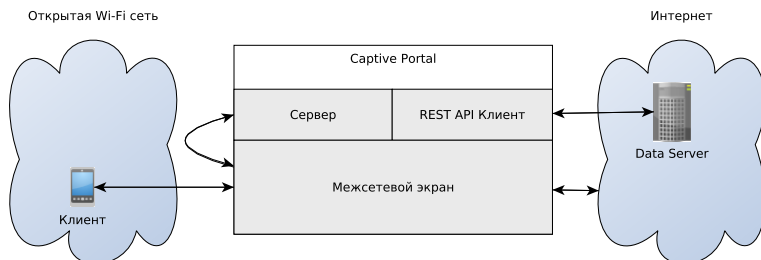 Открытая Wi-Fi сеть
Интернет
Captive Portal
Сервер
REST API Клиент
Data Server
Межсетевой экран
Клиент